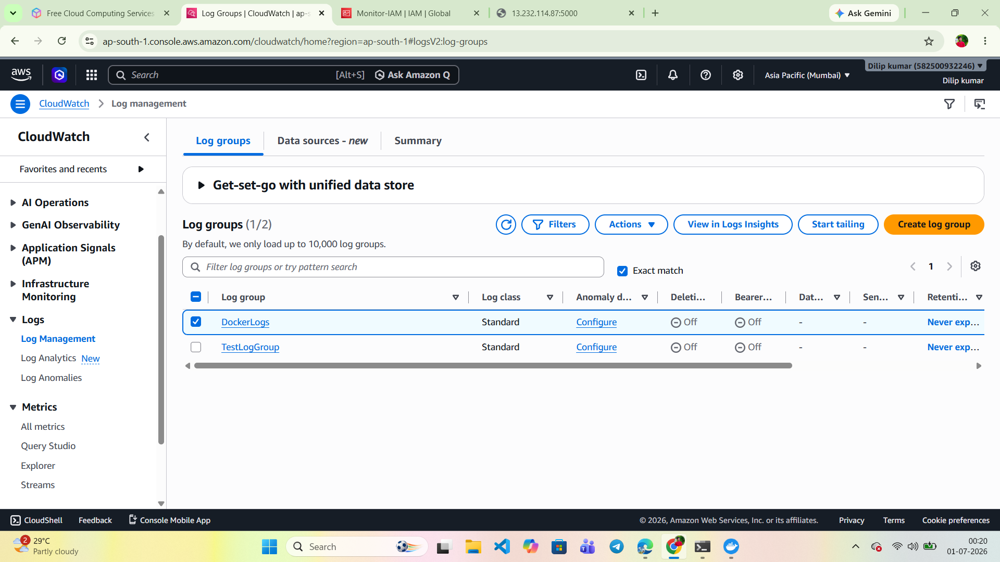 Free Cloud Computing Services
Log Groups | CloudWatch | ap-s
Monitor-IAM | IAM | Global
13.232.114.87:5000
Ask Gemini
ap-south-1.console.aws.amazon.com/cloudwatch/home?region=ap-south-1#logsV2:log-groups
aws
Search
[Alt+S]
Ask Amazon Q
Asia Pacific (Mumbai)
Dilip kumar (582500932246)
Dilip kumar
CloudWatch
Log management
CloudWatch
Favorites and recents
AI Operations
GenAI Observability
Application Signals
(APM)
Infrastructure
Monitoring
Logs
Log Management
Log Analytics New
Log Anomalies
Metrics
All metrics
Query Studio
Explorer
Streams
Log groups
Data sources - new
Summary
Get-set-go with unified data store
Log groups (1/2)
Filters
Actions
View in Logs Insights
Start tailing
Create log group
By default, we only load up to 10,000 log groups.
Filter log groups or try pattern search
Exact match
1
Log group
Log class
Anomaly d...
Deleti...
Bearer...
Dat...
Sen...
Retenti...
DockerLogs Standard Configure Off Off - - Never exp...
TestLogGroup Standard Configure Off Off - - Never exp...
CloudShell
Feedback
Console Mobile App
© 2026, Amazon Web Services, Inc. or its affiliates.
Privacy
Terms
Cookie preferences
2
29°C
Partly cloudy
Search
00:20
01-07-2026